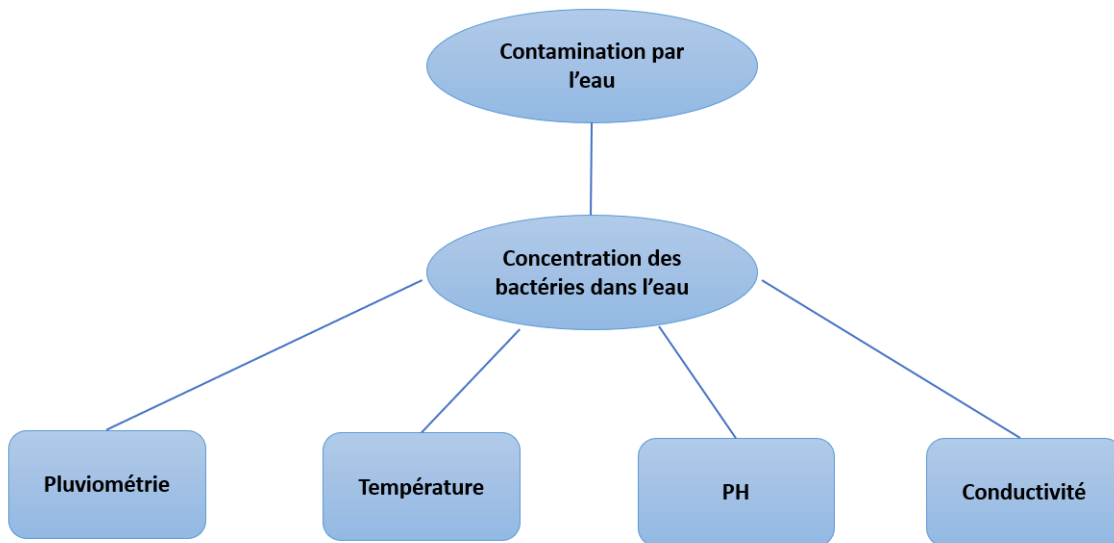 Contamination par
l’eau
Concentration des
bactéries dans l’eau
Pluviométrie
Température
PH
Conductivité